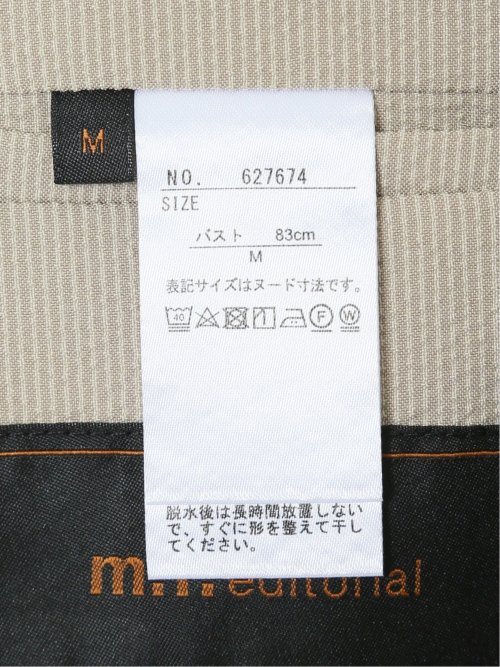 M
NO. 627674
SIZE
バスト 83cm
M
表記サイズはヌード寸法です。
40
F
W
脱水後は長時間放置しない
で、すぐに形を整えて干し
てください。
editorial